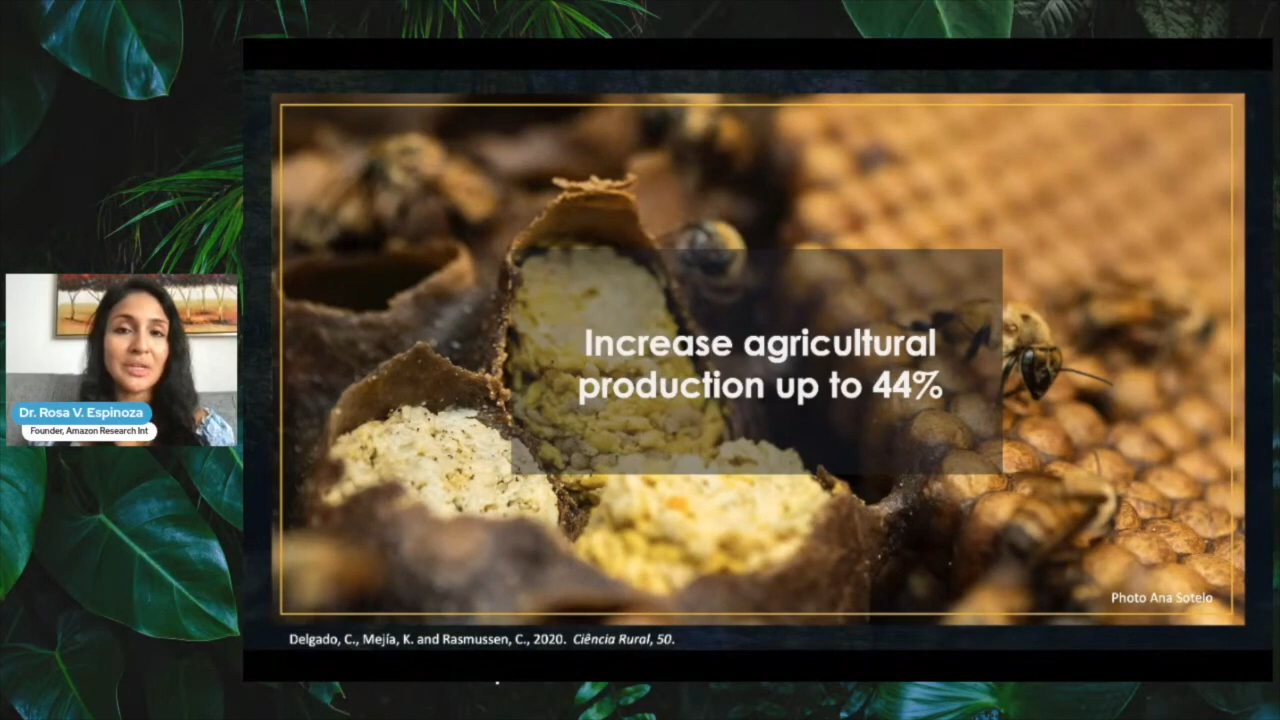 Increase agricultural
production up to 44%
Photo Ana Sotelo
Dr. Rosa V. Espinoza
Founder, Amazon Research Int
Delgado, C., Mejía, K. and Rasmussen, C., 2020. Ciência Rural, 50.